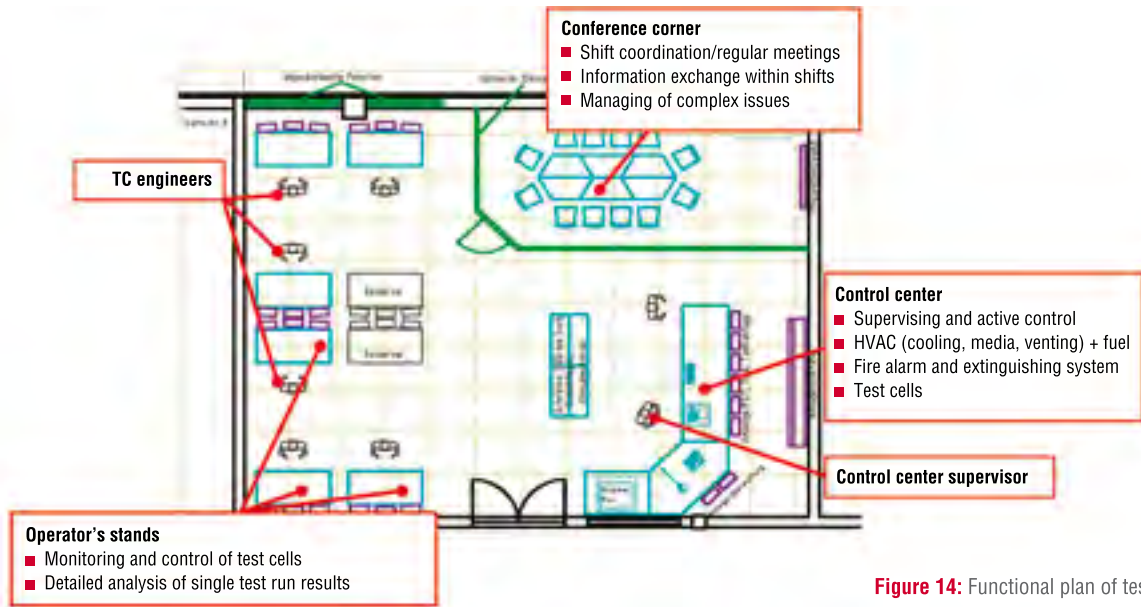 Conference corner
Shift coordination/regular meetings
Information exchange within shifts
Managing of complex issues
TC engineers
Reserve
Reserve
Control center
Supervising and active control
HVAC (cooling, media, venting) + fuel
Fire alarm and extinguishing system
Test cells
Control center supervisor
Operator's stands
Monitoring and control of test cells
Detailed analysis of single test run results
Figure 14: Functional plan of tes